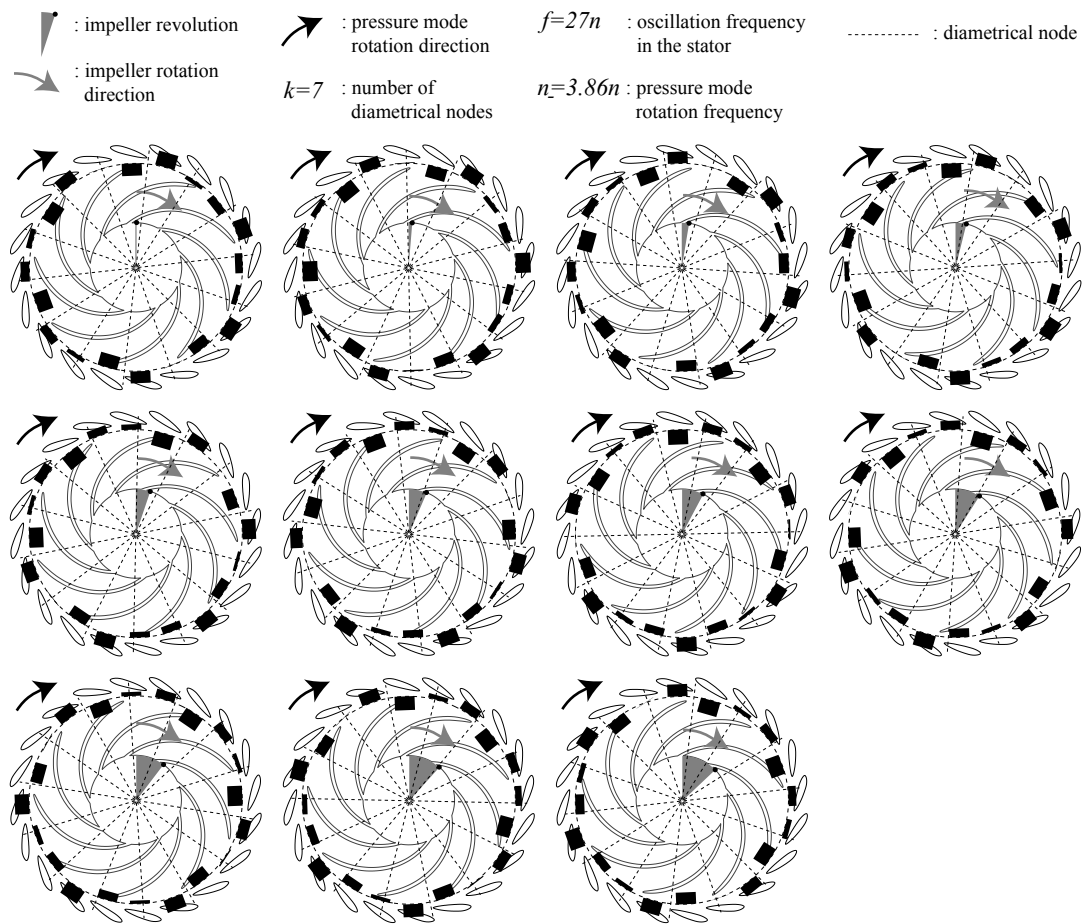 : impeller revolution
: impeller rotation
direction
: pressure mode
rotation direction
k=7 : number of
diametrical nodes
f=27n : oscillation frequency
in the stator
n=3.86n : pressure mode
rotation frequency
: diametrical node